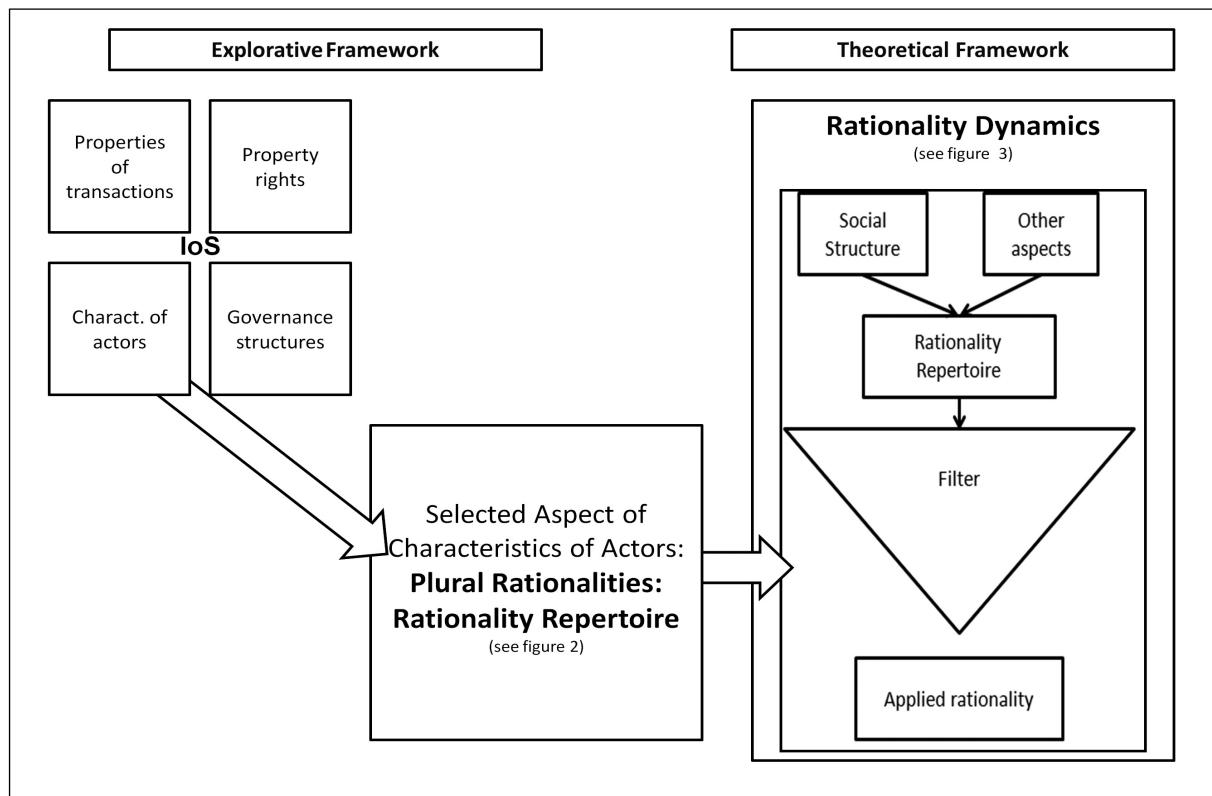 Explorative Framework
Theoretical Framework
Properties
of
transactions
Property
rights
IoS
Charact. of
actors
Governance
structures
Selected Aspect of
Characteristics of Actors:
Plural Rationalities:
Rationality Repertoire
(see figure 2)
Rationality Dynamics
(see figure 3)
Social
Structure
Other
aspects
Rationality
Repertoire
Filter
Applied rationality